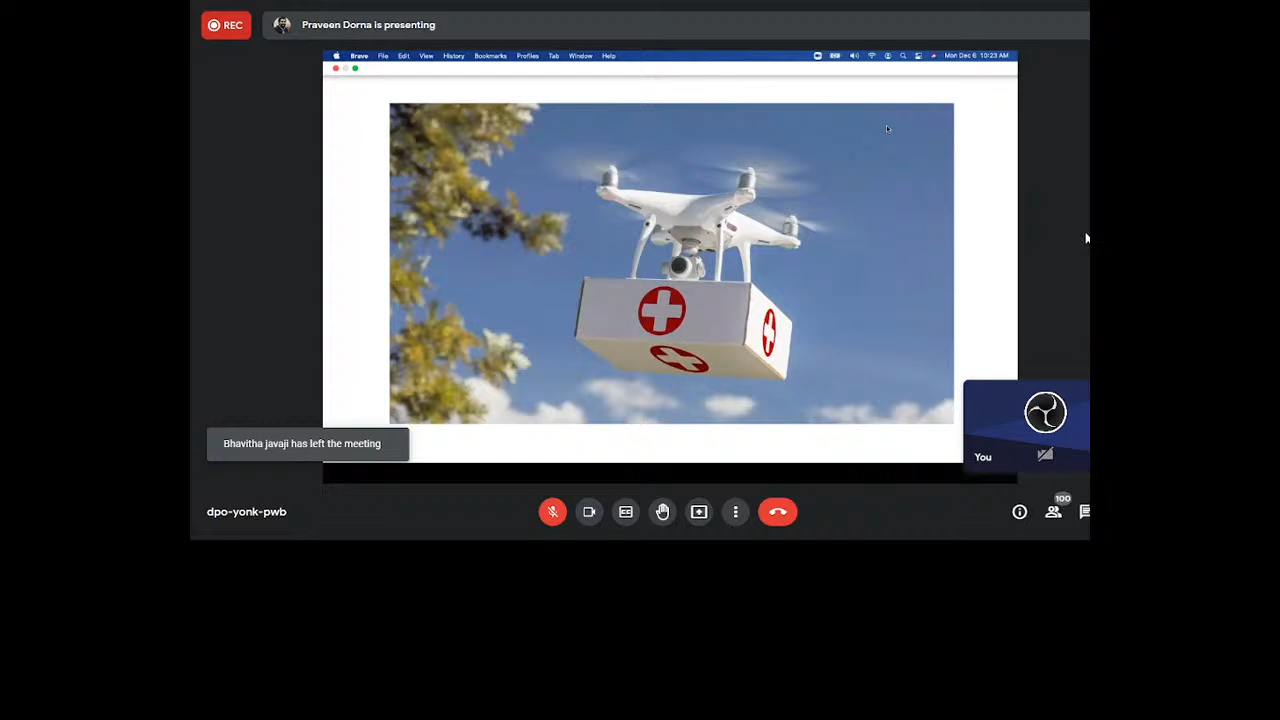 REC
Praveen Dorna is presenting
Brave File Edit View History Bookmarks Profiles Tab Window Help
Mon Dec 6 10:23 AM
Bhavitha javaji has left the meeting
You
dpo-yonk-pwb
CC
100